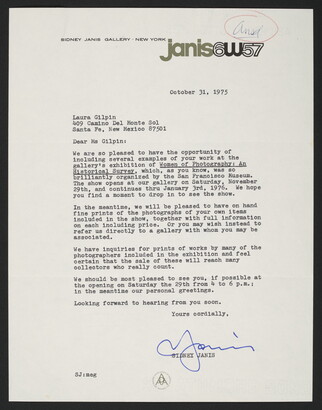 ansd
SIDNEY JANIS GALLERY · NEW YORK
janis6W57
October 31, 1975
Laura Gilpin
409 Camino Del Monte Sol
Santa Fe, New Mexico 87501
Dear Ms Gilpin:
We are so pleased to have the opportunity of
including several examples of your work at the
gallery's exhibition of Women of Photography: An
Historical Survey, which, as you know, was so
brilliantly organized by the San Francisco Museum.
The show opens at our gallery on Saturday, November
29th, and continues thru January 3rd, 1976. We hope
you find a moment to drop in to see the show.
In the meantime, we will be pleased to have on hand
fine prints of the photographs of your own items
included in the show, together with full information
on each including price. Or you may wish instead to
refer us directly to a gallery with whom you may be
associated.
We have inquiries for prints of works by many of the
photographers included in the exhibition and feel
certain that the sale of these will reach many
collectors who really count.
We should be most pleased to see you, if possible at
the opening on Saturday the 29th from 4 to 6 p.m.;
in the meantime our personal greetings.
Looking forward to hearing from you soon.
Yours cordially,
Janis
SIDNEY JANIS
SJ:meg